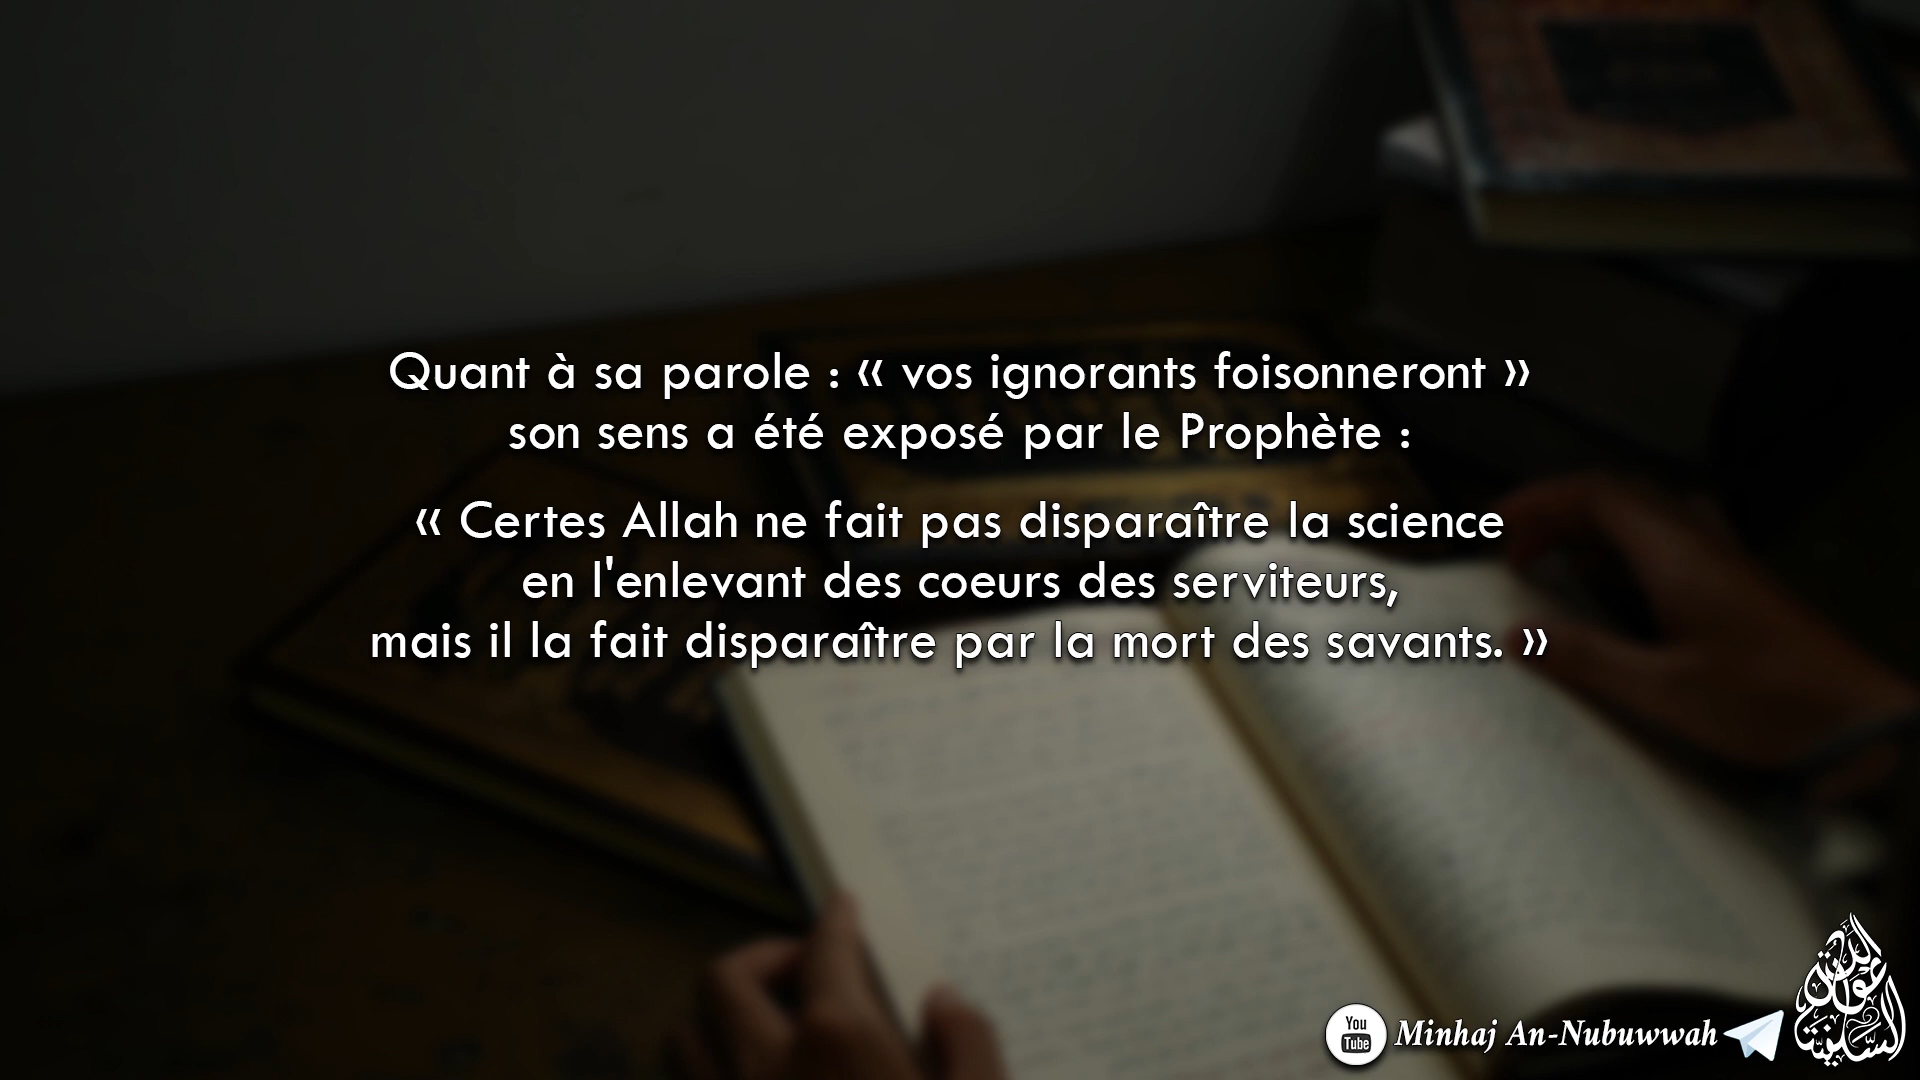 Quant à sa parole : « vos ignorants foisonneront »
son sens a été exposé par le Prophète :
« Certes Allah ne fait pas disparaître la science
en l'enlevant des coeurs des serviteurs,
mais il la fait disparaître par la mort des savants. »
You
Tube
Minhaj An-Nubuwwah